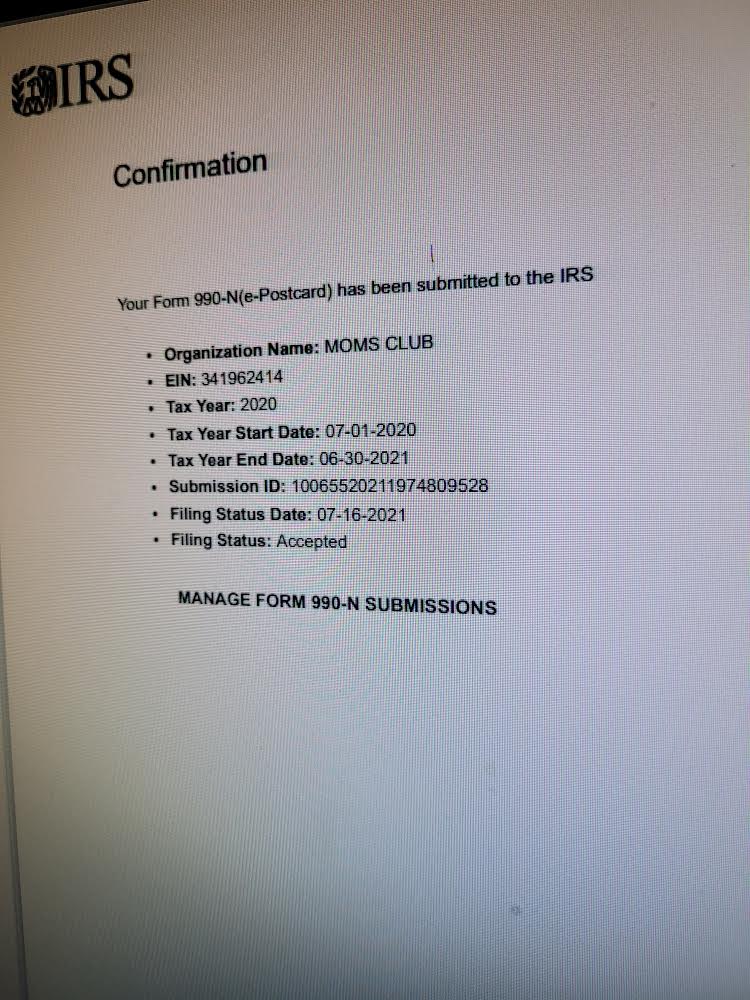 IRS
Confirmation
Your Form 990-N(e-Postcard) has been submitted to the IRS
• Organization Name: MOMS CLUB
• EIN: 341962414
• Tax Year: 2020
• Tax Year Start Date: 07-01-2020
• Tax Year End Date: 06-30-2021
• Submission ID: 10065520211974809528
• Filing Status Date: 07-16-2021
• Filing Status: Accepted
MANAGE FORM 990-N SUBMISSIONS